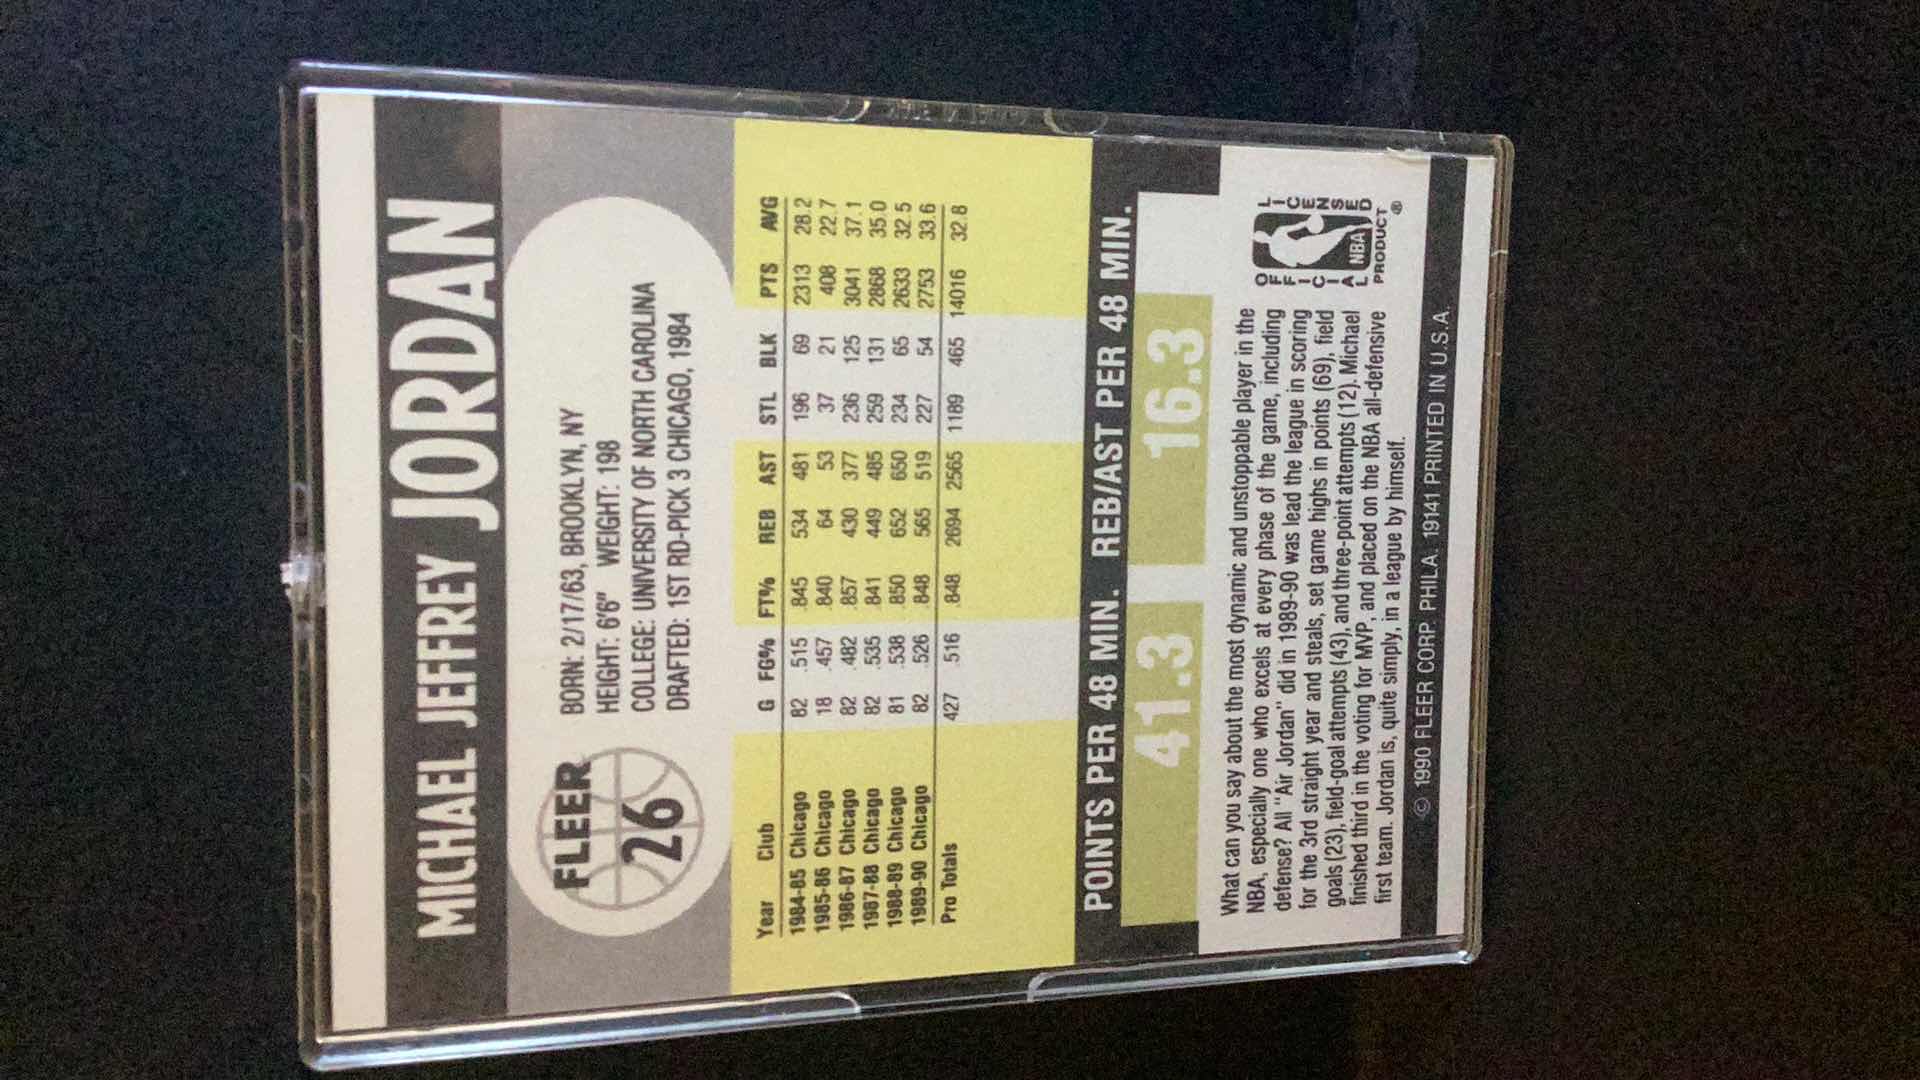 MICHAEL JEFFREY JORDAN
FLEER
26
BORN: 2/17/63, BROOKLYN, NY
HEIGHT: 6'6" WEIGHT: 198
COLLEGE: UNIVERSITY OF NORTH CAROLINA
DRAFTED: 1ST RD-PICK 3 CHICAGO, 1984
Year Club G FG% FT% REB AST STL BLK PTS AVG
1984-85 Chicago 82 .515 .845 534 481 196 69 2313 28.2
1985-86 Chicago 18 .457 .840 64 53 37 21 408 22.7
1986-87 Chicago 82 .482 .857 430 377 236 125 3041 37.1
1987-88 Chicago 82 .535 .841 449 485 259 131 2868 35.0
1988-89 Chicago 81 .538 .850 652 650 234 65 2633 32.5
1989-90 Chicago 82 .526 .848 565 519 227 54 2753 33.6
Pro Totals 427 .516 .848 2694 2565 1189 465 14016 32.8
POINTS PER 48 MIN. REB/AST PER 48 MIN.
41.3 16.3
What can you say about the most dynamic and unstoppable player in the
NBA, especially one who excels at every phase of the game, including
defense? All "Air Jordan" did in 1989-90 was lead the league in scoring
for the 3rd straight year and steals, set game highs in points (69), field
goals (23), field-goal attempts (43), and three-point attempts (12). Michael
finished third in the voting for MVP, and placed on the NBA all-defensive
first team. Jordan is, quite simply, in a league by himself.
OFFICIAL LICENSED
NBA
PRODUCT ®
© 1990 FLEER CORP. PHILA. 19141 PRINTED IN U.S.A.